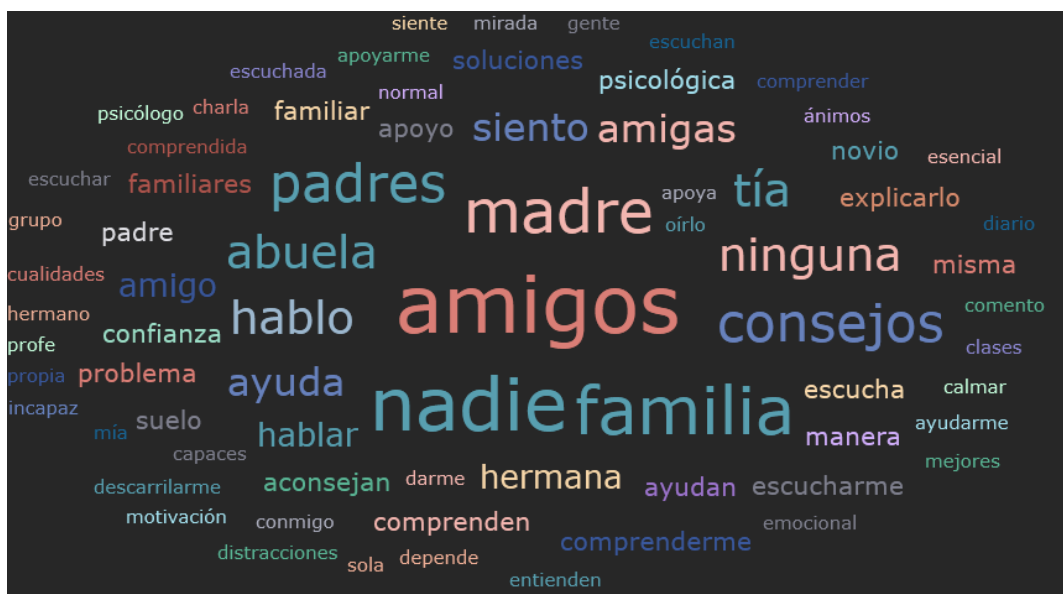 siente mirada gente
apoyarme soluciones escuchan
escuchada psicológica comprender
normal
psicólogo charla familiar apoyo siento amigas ánimos
comprendida novio esencial
escuchar familiares padres madre apoya tía explicarlo
grupo padre oírlo diario
cualidades amigo abuela ninguna misma
hermano hablo amigos consejos comento
profe confianza clases
propia problema ayuda nadie familia escucha calmar
incapaz suelo ayudarme
mía hablar manera
capaces mejores
descarrilarme aconsejan darme hermana ayudan escucharme
motivación conmigo comprenden emocional
distracciones sola depende comprenderme
entienden